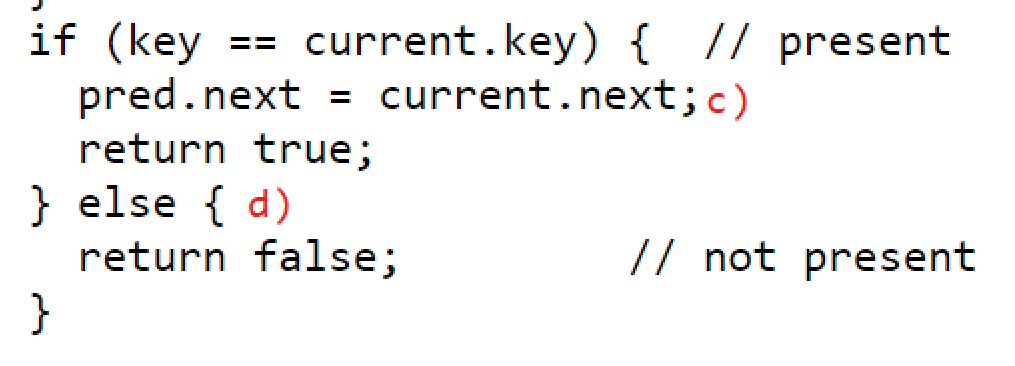 }
if (key == current.key) {  // present
  pred.next = current.next;c)
  return true;
} else { d)
  return false;          // not present
}